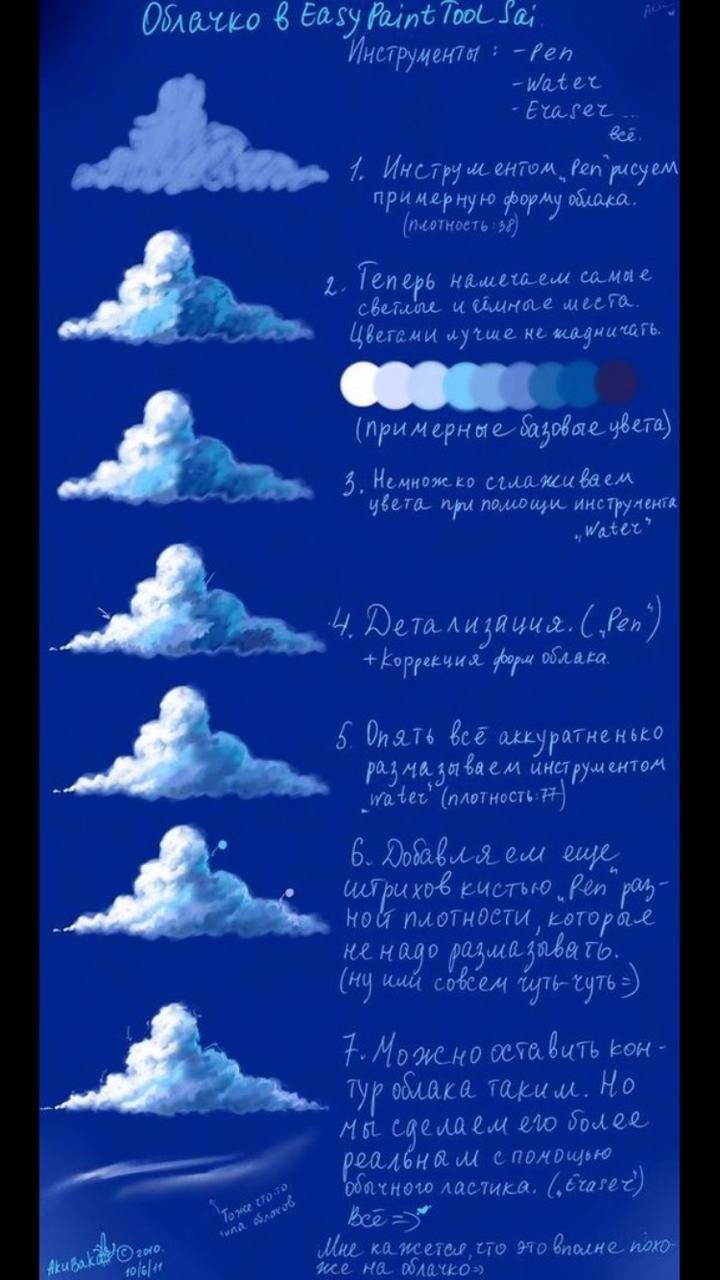 Облачко в EasyPaintTool Sai
Инструменты: - Pen
- Water
- Eraser ...
всё.
1. Инструментом „Pen“ рисуем
примерную форму облака.
(плотность:38)
2. Теперь намечаем самые
светлые и тёмные места.
Цветами лучше не жадничать.
(примерные базовые цвета)
3. Немножко сглаживаем
цвета при помощи инструмента
„Water“
4. Детализация. („Pen“)
+ Коррекция форм облака.
5. Опять всё аккуратненько
размазываем инструментом
„Water“ (плотность:77)
6. Добавляем еще
штрихов кистью „Pen“ раз-
ной плотности, которые
не надо размазывать.
(ну или совсем чуть-чуть =)
7. Можно оставить кон-
тур облака таким. Но
мы сделаем его более
реальным с помощью
обычного ластика. („Eraser“)
Всё =)
Тоже что-то
типа облаков
Мне кажется, что это вполне похо-
же на облачко =)
AkuBaka © 2010.
10/6/11